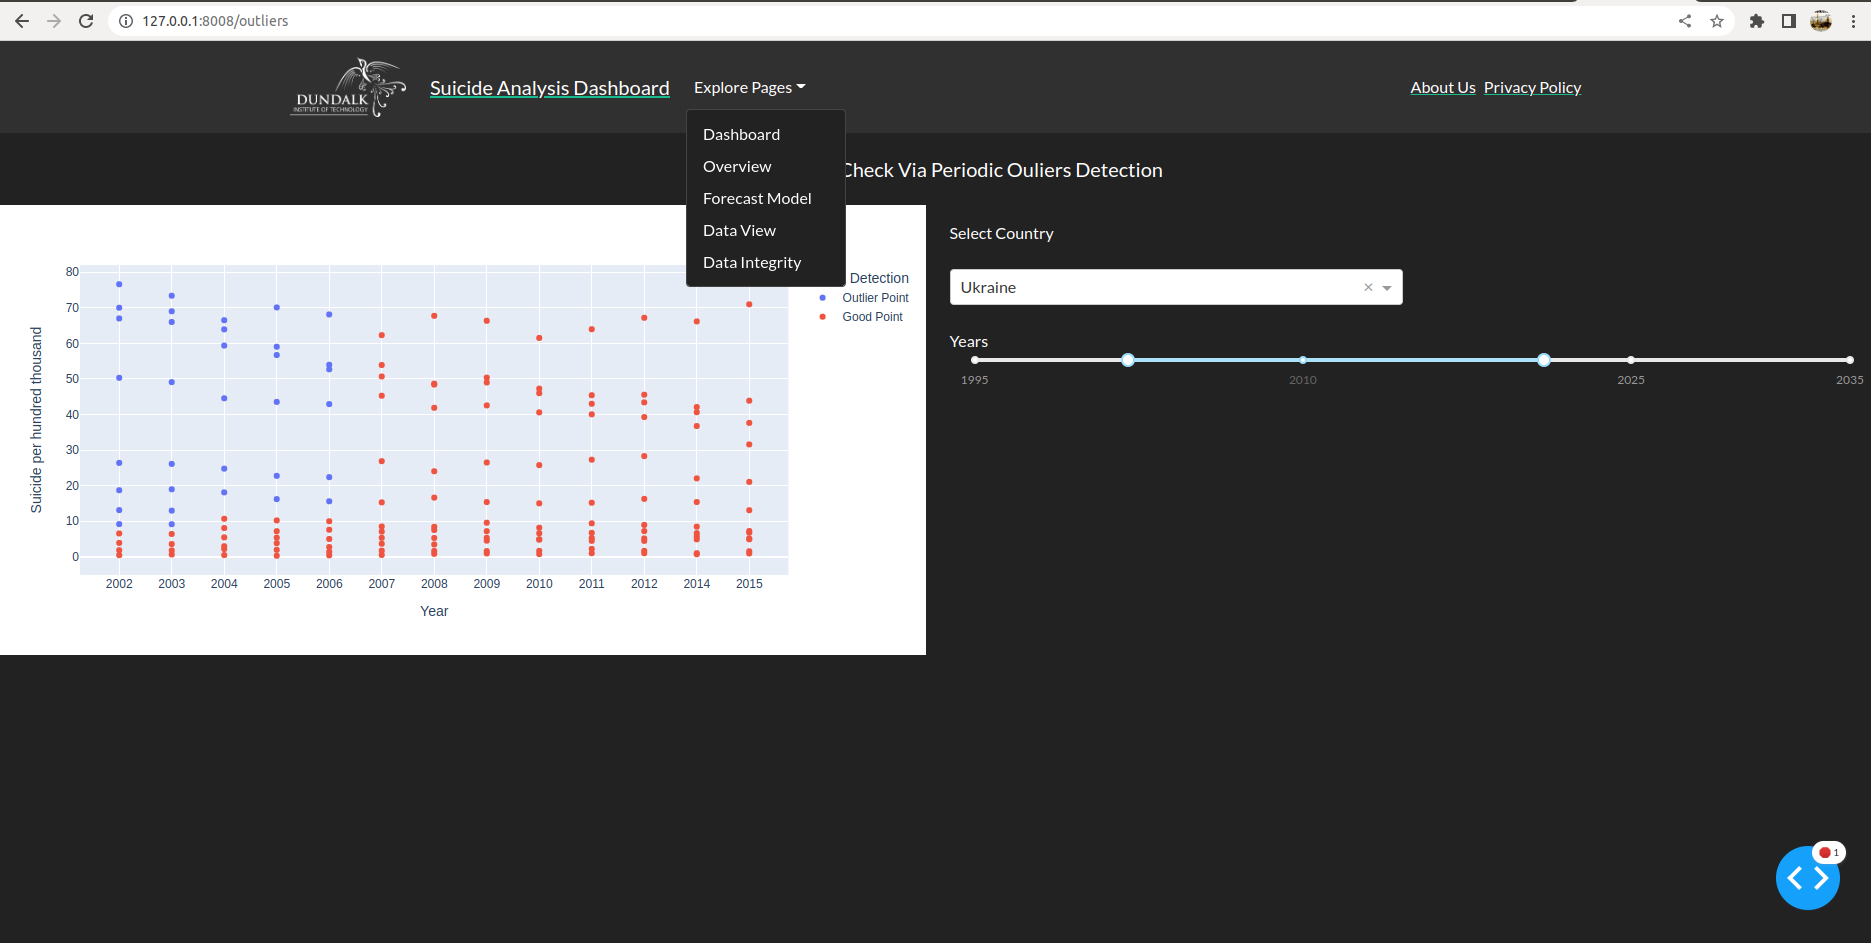 127.0.0.1:8008/outliers
DUNDALK
INSTITUTE OF TECHNOLOGY
Suicide Analysis Dashboard
Explore Pages
About Us Privacy Policy
Dashboard
Overview
Forecast Model
Data View
Data Integrity
Check Via Periodic Ouliers Detection
Detection
Outlier Point
Good Point
Suicide per hundred thousand
80
70
60
50
40
30
20
10
0
2002 2003 2004 2005 2006 2007 2008 2009 2010 2011 2012 2014 2015
Year
Select Country
Ukraine
Years
1995 2010 2025 2035
1